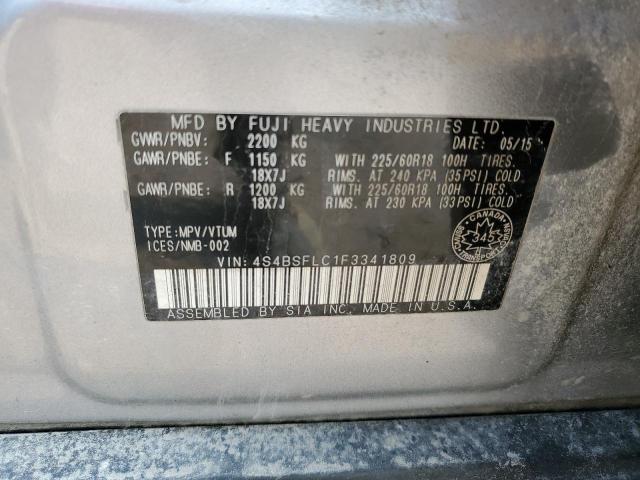 MFD BY FUJI HEAVY INDUSTRIES LTD.
GVWR/PNBV: 2200 KG DATE: 05/15
GAWR/PNBE: F 1150 KG WITH 225/60R18 100H TIRES.
18X7J RIMS. AT 240 KPA (35PSI) COLD
GAWR/PNBE: R 1200 KG WITH 225/60R18 100H TIRES.
18X7J RIMS. AT 230 KPA (33PSI) COLD
TYPE:MPV/VTUM
ICES/NMB-002
CANADA
345
TRANSPORT
VIN: 4S4BSFLC1F3341809
ASSEMBLED BY SIA INC. MADE IN U.S.A.